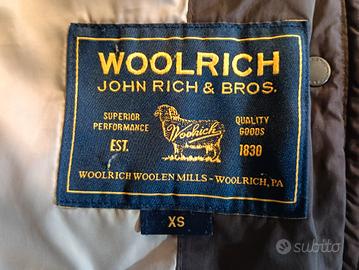 WOOLRICH
JOHN RICH & BROS.
SUPERIOR
PERFORMANCE
EST.
Woolrich
QUALITY
GOODS
1830
WOOLRICH WOOLEN MILLS - WOOLRICH, PA
XS
subito